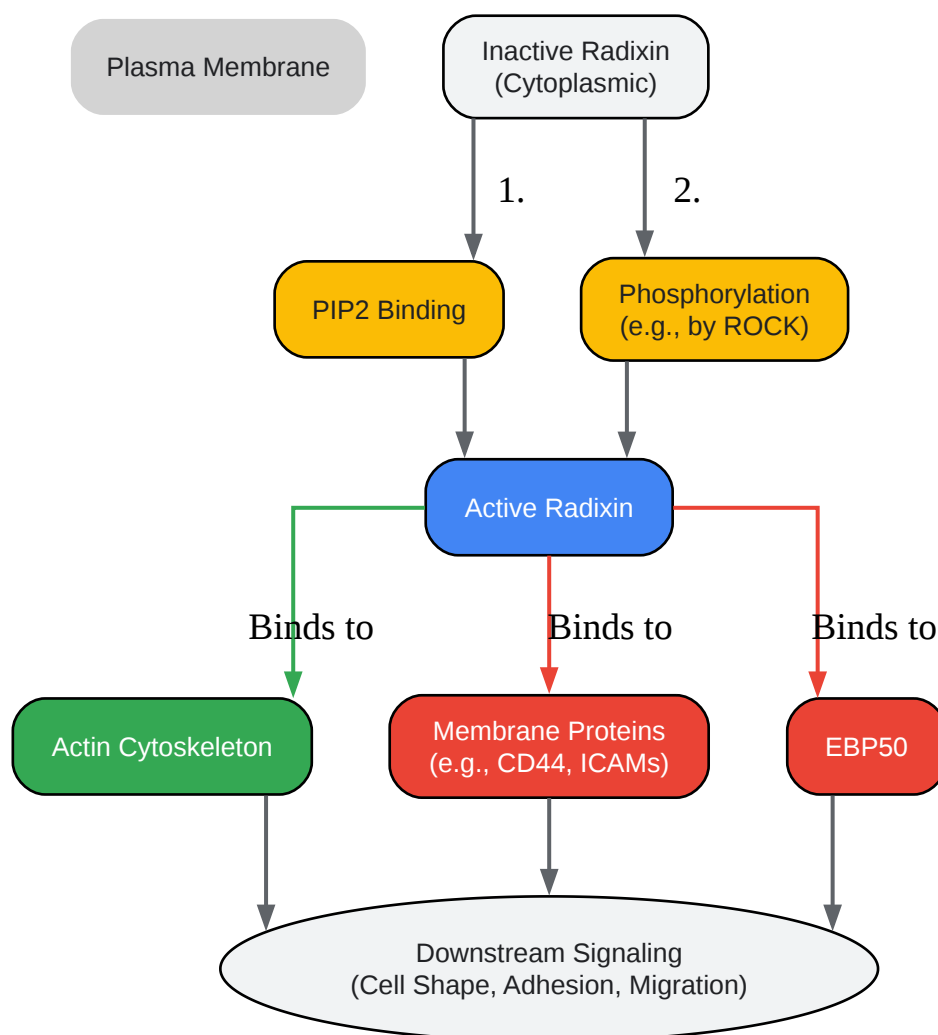 Plasma Membrane
Inactive Radixin
(Cytoplasmic)
1.
2.
PIP2 Binding
Phosphorylation
(e.g., by ROCK)
Active Radixin
Binds to
Binds to
Binds to
Actin Cytoskeleton
Membrane Proteins
(e.g., CD44, ICAMs)
EBP50
Downstream Signaling
(Cell Shape, Adhesion, Migration)